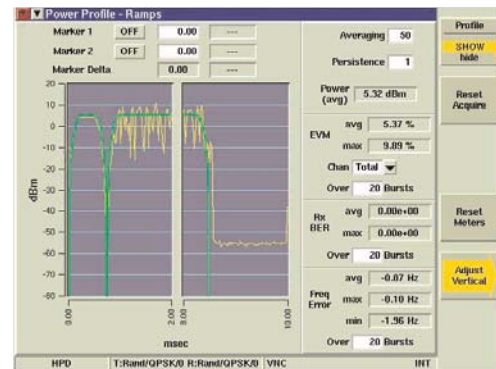 Power Profile - Ramps
Marker 1 OFF 0.00 ---
Marker 2 OFF 0.00 ---
Marker Delta 0.00 ---
20
0
-10
-20
-30
-40
-50
-60
-70
-80
dBm
0.00
2.00
8.00
10.00
msec
Averaging 50
Persistence 1
Power (avg) 5.32 dBm
EVM
avg 5.37 %
max 9.89 %
Chan Total
Over 20 Bursts
Rx BER
avg 0.00e+00
max 0.00e+00
Over 20 Bursts
Freq Error
avg -0.07 Hz
max -0.10 Hz
min -1.96 Hz
Over 20 Bursts
Profile
SHOW
hide
Reset
Acquire
Reset
Meters
Adjust
Vertical
HPD T:Rand/QPSK/0 R:Rand/QPSK/0 VNC INT